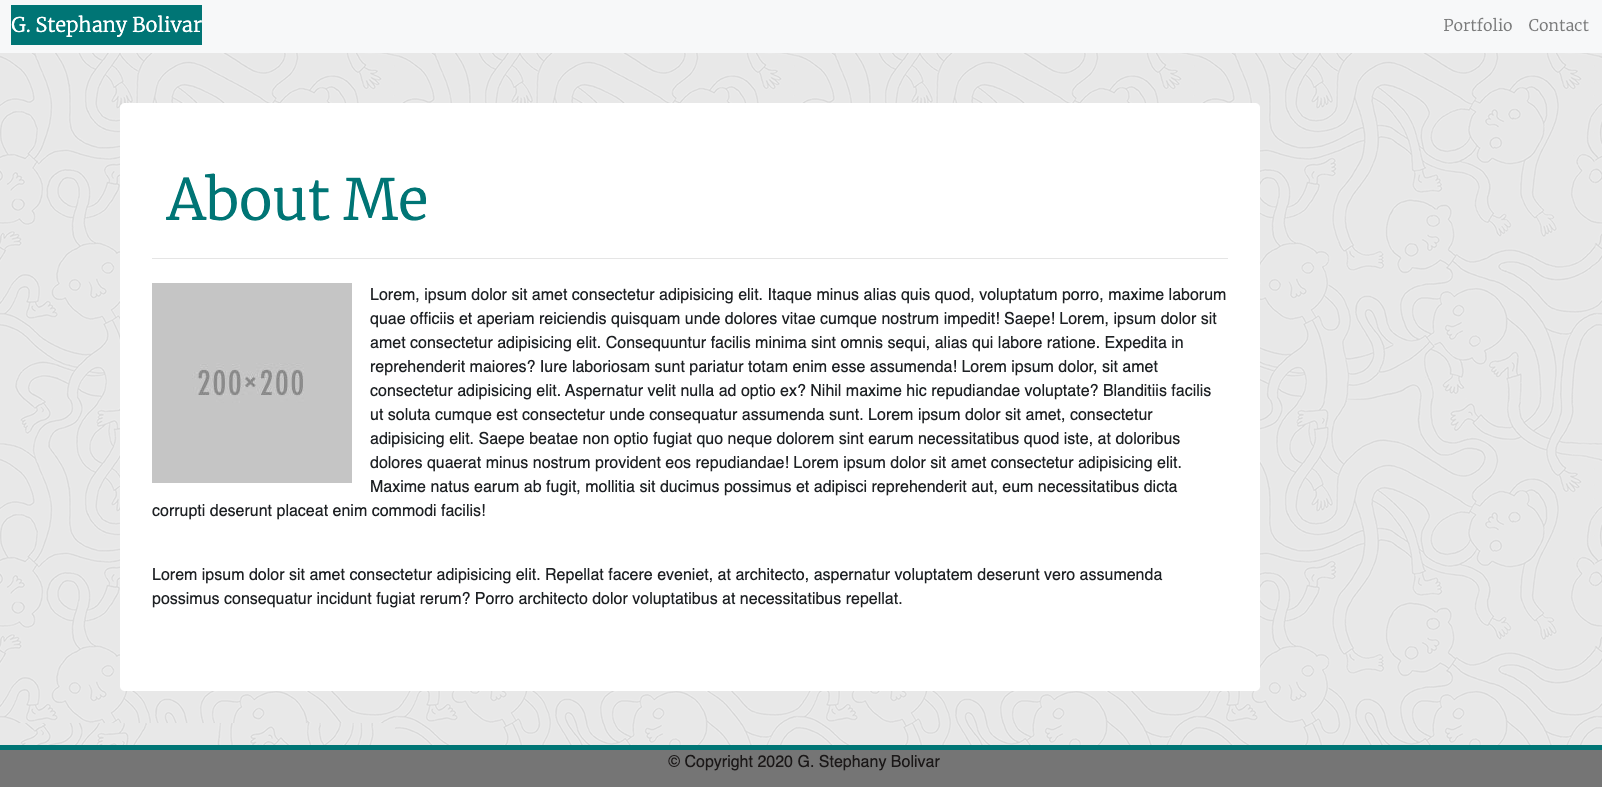 G. Stephany Bolivar
Portfolio Contact
About Me
200×200
Lorem, ipsum dolor sit amet consectetur adipisicing elit. Itaque minus alias quis quod, voluptatum porro, maxime laborum
quae officiis et aperiam reiciendis quisquam unde dolores vitae cumque nostrum impedit! Saepe! Lorem, ipsum dolor sit
amet consectetur adipisicing elit. Consequuntur facilis minima sint omnis sequi, alias qui labore ratione. Expedita in
reprehenderit maiores? Iure laboriosam sunt pariatur totam enim esse assumenda! Lorem ipsum dolor, sit amet
consectetur adipisicing elit. Aspernatur velit nulla ad optio ex? Nihil maxime hic repudiandae voluptate? Blanditiis facilis
ut soluta cumque est consectetur unde consequatur assumenda sunt. Lorem ipsum dolor sit amet, consectetur
adipisicing elit. Saepe beatae non optio fugiat quo neque dolorem sint earum necessitatibus quod iste, at doloribus
dolores quaerat minus nostrum provident eos repudiandae! Lorem ipsum dolor sit amet consectetur adipisicing elit.
Maxime natus earum ab fugit, mollitia sit ducimus possimus et adipisci reprehenderit aut, eum necessitatibus dicta
corrupti deserunt placeat enim commodi facilis!
Lorem ipsum dolor sit amet consectetur adipisicing elit. Repellat facere eveniet, at architecto, aspernatur voluptatem deserunt vero assumenda
possimus consequatur incidunt fugiat rerum? Porro architecto dolor voluptatibus at necessitatibus repellat.
© Copyright 2020 G. Stephany Bolivar